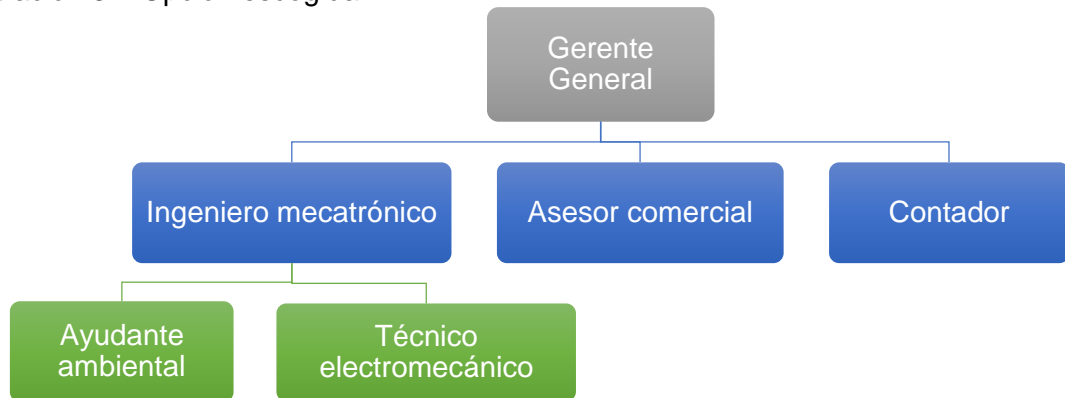 Gerente
General
Ingeniero mecatrónico
Asesor comercial
Contador
Ayudante
ambiental
Técnico
electromecánico